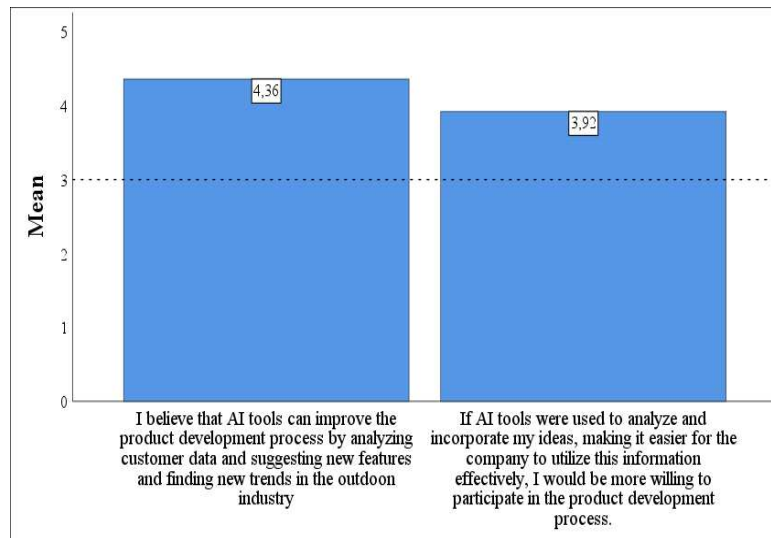 5
4,36
4
3,92
3
Mean
2
1
0
I believe that AI tools can improve the
product development process by analyzing
customer data and suggesting new features
and finding new trends in the outdoon
industry
If AI tools were used to analyze and
incorporate my ideas, making it easier for the
company to utilize this information
effectively, I would be more willing to
participate in the product development
process.